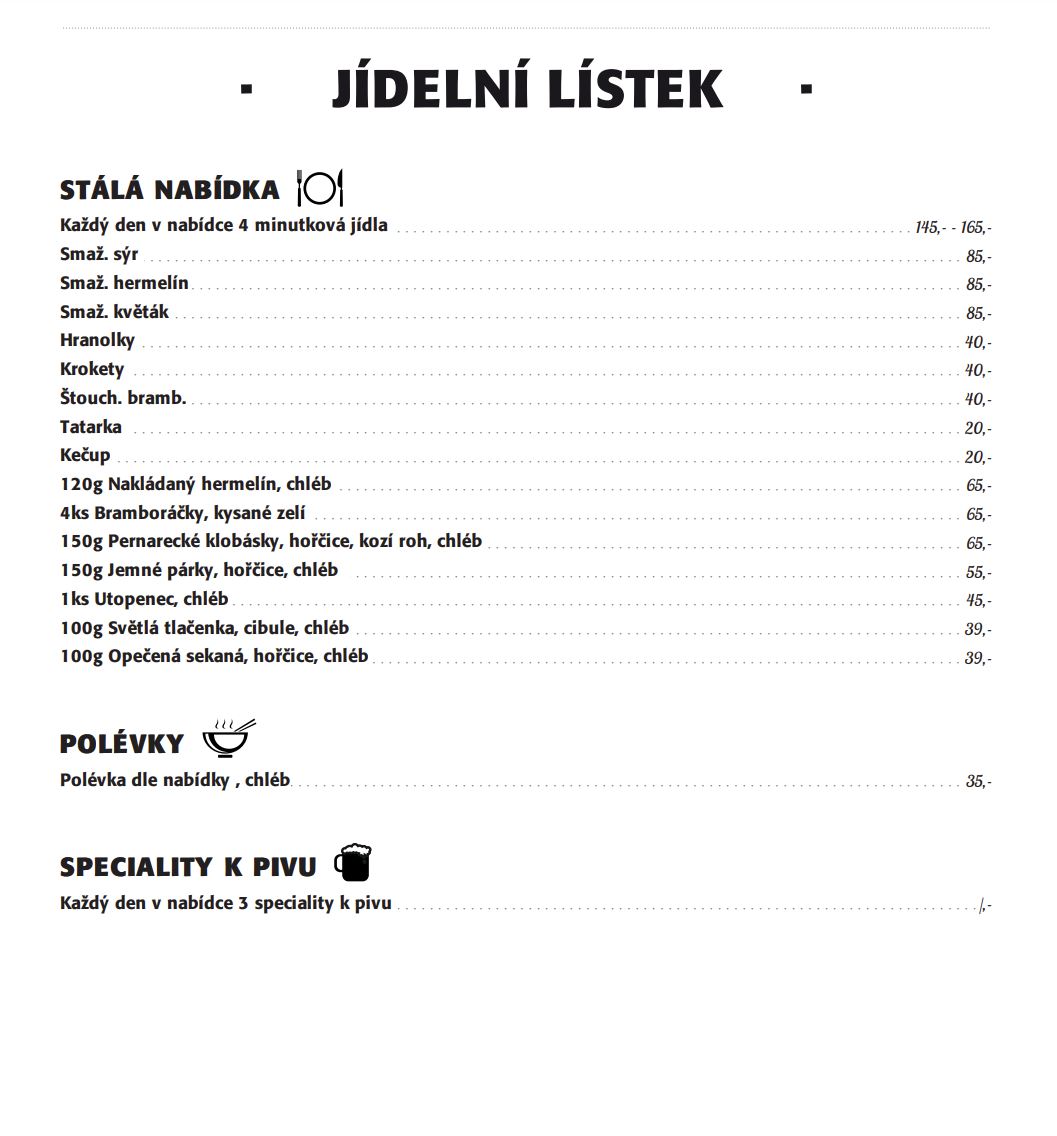 JÍDELNÍ LÍSTEK
STÁLÁ NABÍDKA
Každý den v nabídce 4 minutková jídla 145,- - 165,-
Smaž. sýr 85,-
Smaž. hermelín 85,-
Smaž. květák 85,-
Hranolky 40,-
Krokety 40,-
Štouch. bramb. 40,-
Tatarka 20,-
Kečup 20,-
120g Nakládaný hermelín, chléb 65,-
4ks Bramboráčky, kysané zelí 65,-
150g Pernarecké klobásky, hořčice, kozí roh, chléb 65,-
150g Jemné párky, hořčice, chléb 55,-
1ks Utopenec, chléb 45,-
100g Světlá tlačenka, cibule, chléb 39,-
100g Opečená sekaná, hořčice, chléb 39,-
POLÉVKY
Polévka dle nabídky , chléb 35,-
SPECIALITY K PIVU
Každý den v nabídce 3 speciality k pivu /,-